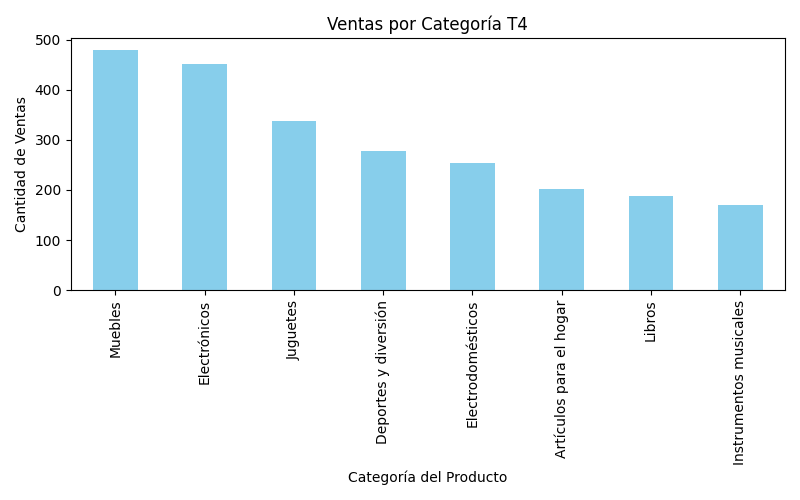 Ventas por Categoría T4
Cantidad de Ventas
500
400
300
200
100
0
Muebles
Electrónicos
Juguetes
Deportes y diversión
Electrodomésticos
Artículos para el hogar
Libros
Instrumentos musicales
Categoría del Producto